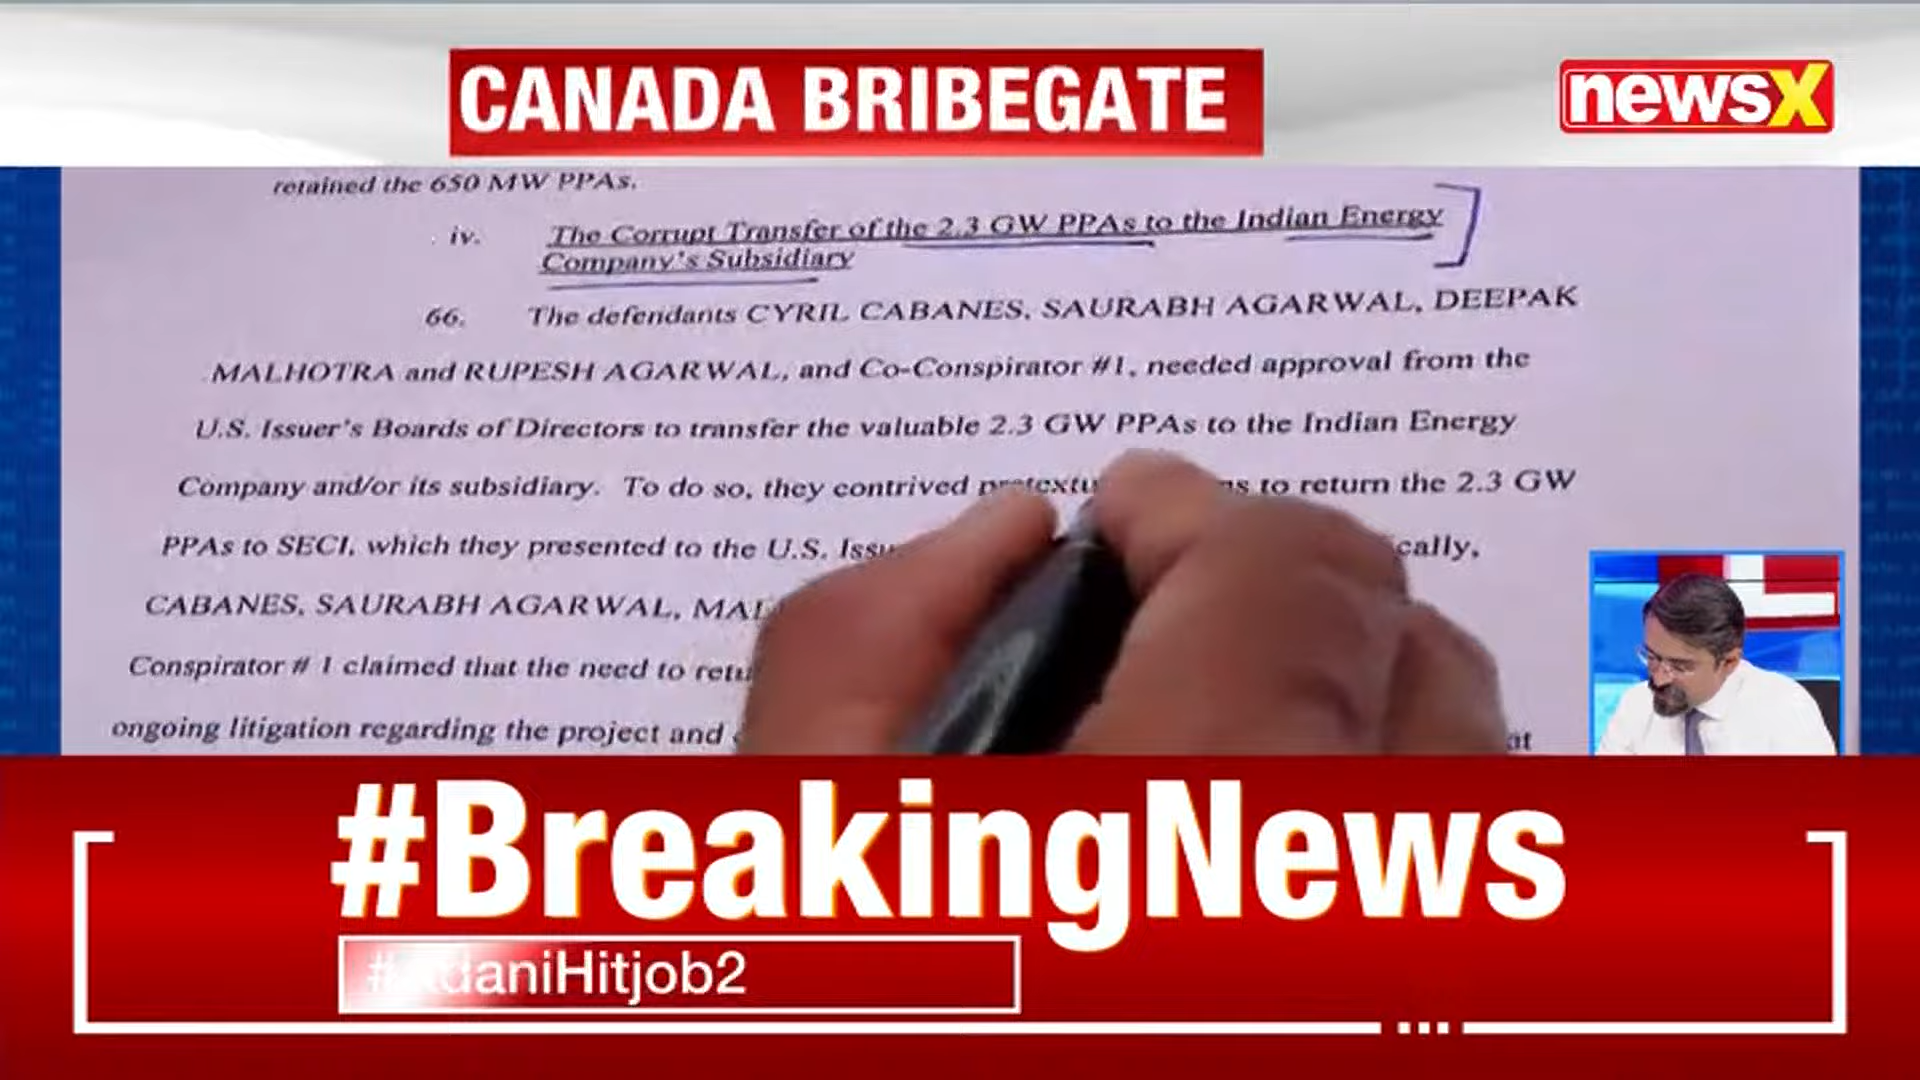 CANADA BRIBEGATE
newsX
retained the 650 MW PPAs.
iv. The Corrupt Transfer of the 2.3 GW PPAs to the Indian Energy
Company's Subsidiary
66. The defendants CYRIL CABANES, SAURABH AGARWAL, DEEPAK
MALHOTRA and RUPESH AGARWAL, and Co-Conspirator #1, needed approval from the
U.S. Issuer's Boards of Directors to transfer the valuable 2.3 GW PPAs to the Indian Energy
Company and/or its subsidiary. To do so, they contrived to return the 2.3 GW
PPAs to SECI, which they presented to the U.S.
CABANES, SAURABH AGARWAL,
Conspirator # 1 claimed that the need to
ongoing litigation regarding the project and
#BreakingNews
#AdaniHitjob2